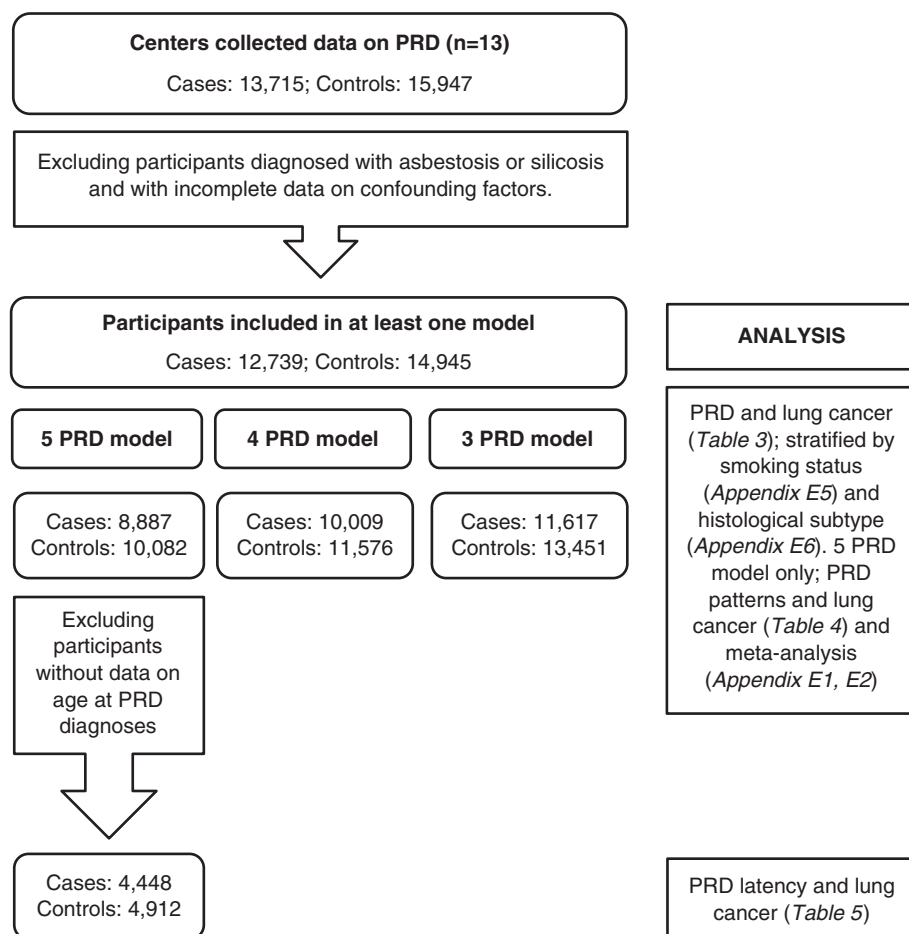 Centers collected data on PRD (n=13)
Cases: 13,715; Controls: 15,947
Excluding participants diagnosed with asbestosis or silicosis
and with incomplete data on confounding factors.
Participants included in at least one model
Cases: 12,739; Controls: 14,945
ANALYSIS
5 PRD model
4 PRD model
3 PRD model
Cases: 8,887
Controls: 10,082
Cases: 10,009
Controls: 11,576
Cases: 11,617
Controls: 13,451
PRD and lung cancer
(Table 3); stratified by
smoking status
(Appendix E5) and
histological subtype
(Appendix E6). 5 PRD
model only; PRD
patterns and lung
cancer (Table 4) and
meta-analysis
(Appendix E1, E2)
Excluding
participants
without data on
age at PRD
diagnoses
Cases: 4,448
Controls: 4,912
PRD latency and lung
cancer (Table 5)